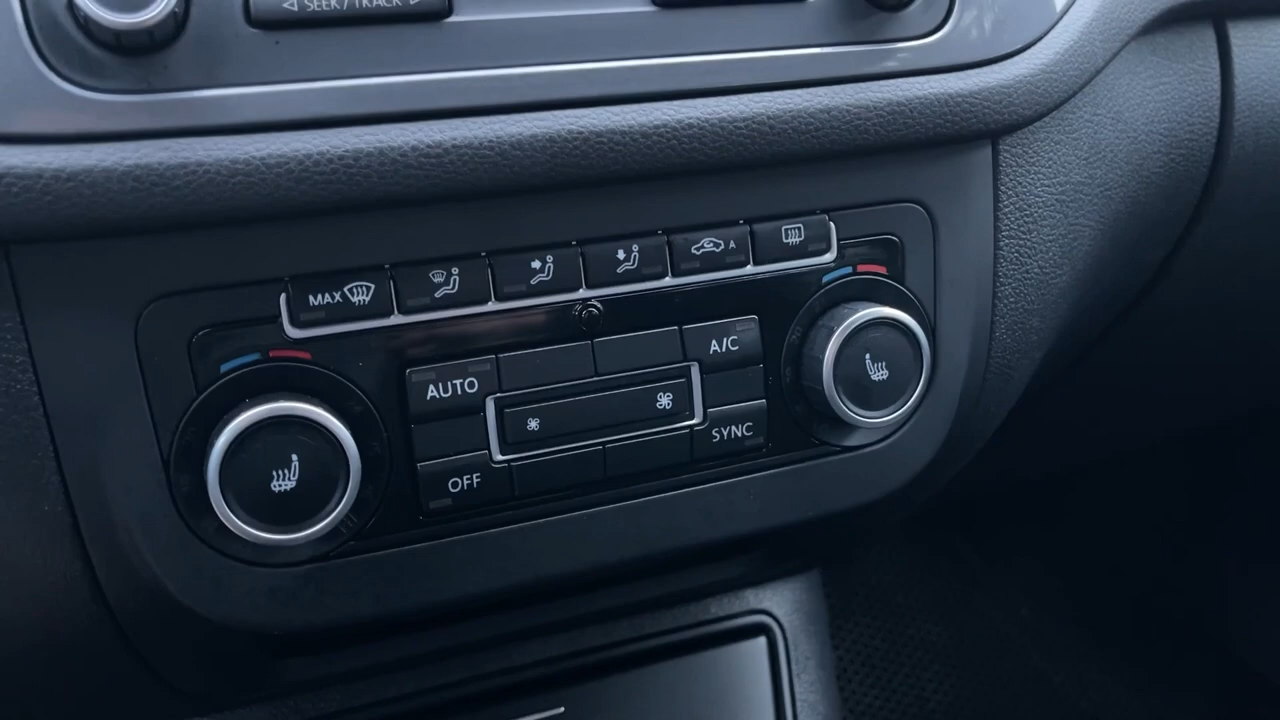 ◁ SEEK / TRACK ▷
MAX
A
AUTO
A/C
SYNC
OFF